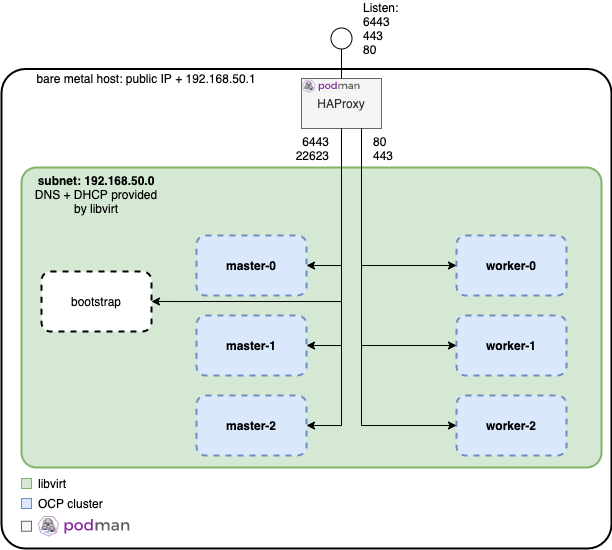 Listen:
6443
443
80
bare metal host: public IP + 192.168.50.1
podman
HAProxy
6443
22623
80
443
subnet: 192.168.50.0
DNS + DHCP provided
by libvirt
master-0
worker-0
bootstrap
master-1
worker-1
master-2
worker-2
libvirt
OCP cluster
podman